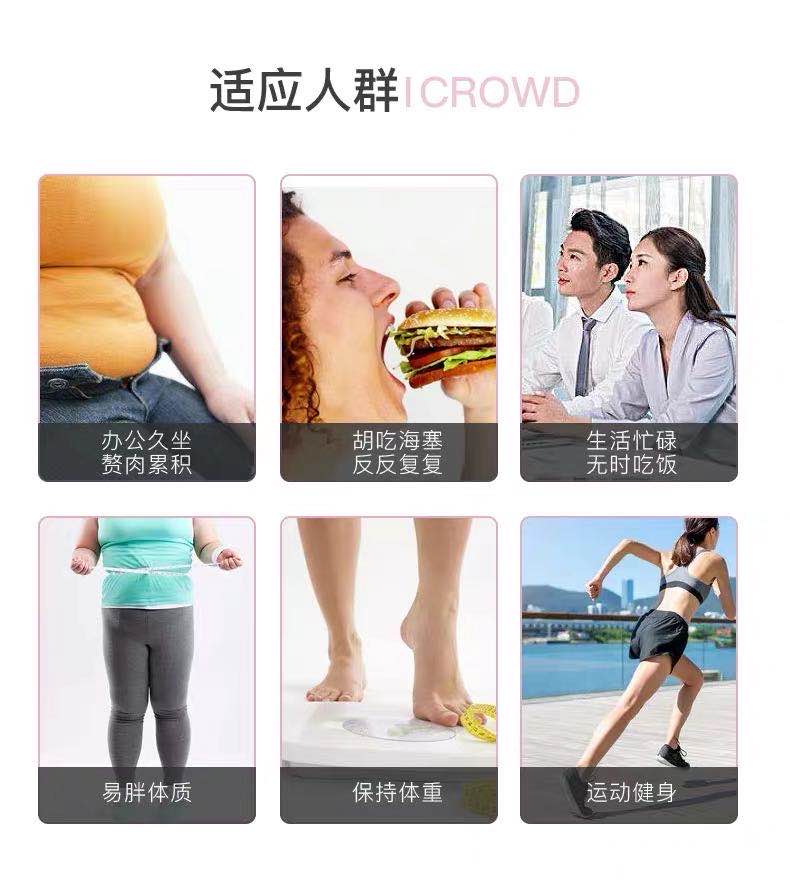 适应人群| CROWD
办公久坐
赘肉累积
胡吃海塞
反反复复
生活忙碌
无时吃饭
易胖体质
保持体重
运动健身